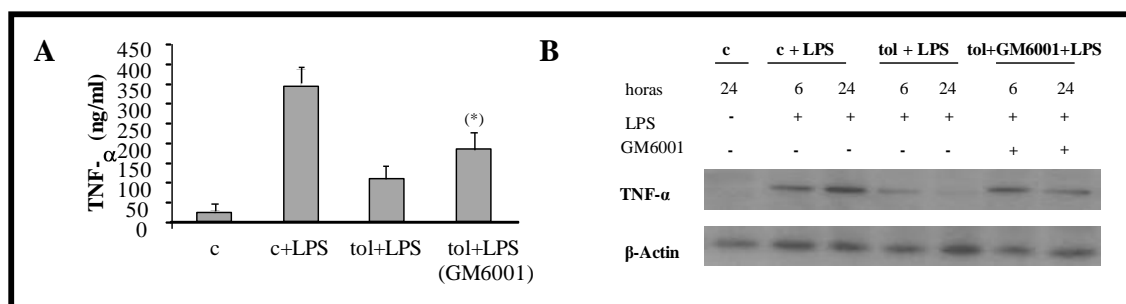 A
TNF-α (ng/ml)
450
400
350
300
250
200
150
100
50
0
(*)
c c+LPS tol+LPS tol+LPS
(GM6001)
B
c c + LPS tol + LPS tol+GM6001+LPS
horas 24 6 24 6 24 6 24
LPS - + + + + + +
GM6001 - - - - - + +
TNF-α
β-Actin